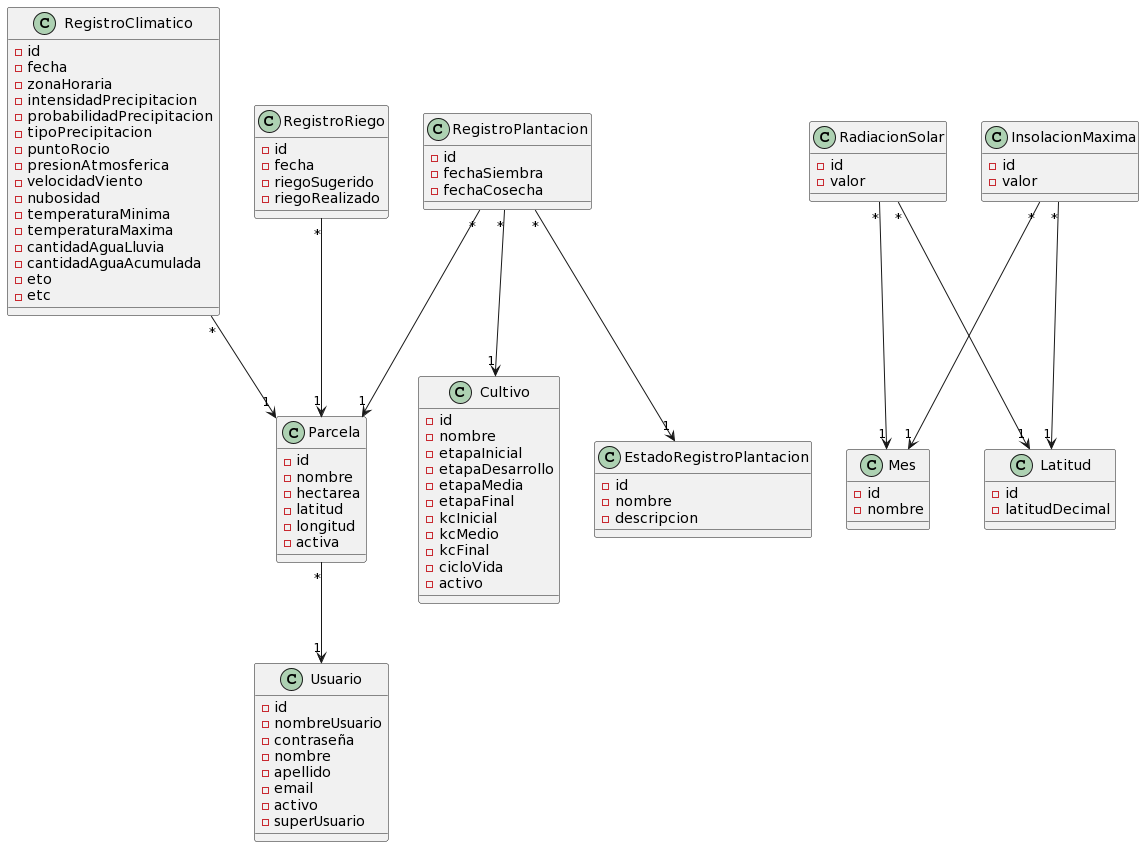 C RegistroClimatico
id
fecha
zonaHoraria
intensidadPrecipitacion
probabilidadPrecipitacion
tipoPrecipitacion
puntoRocio
presionAtmosferica
velocidadViento
nubosidad
temperaturaMinima
temperaturaMaxima
cantidadAguaLluvia
cantidadAguaAcumulada
eto
etc
C RegistroRiego
id
fecha
riegoSugerido
riegoRealizado
C RegistroPlantacion
id
fechaSiembra
fechaCosecha
C RadiacionSolar
id
valor
C InsolacionMaxima
id
valor
*
1
*
1
*
1
*
1
*
1
*
1
*
1
*
1
*
1
C Parcela
id
nombre
hectarea
latitud
longitud
activa
C Cultivo
id
nombre
etapaInicial
etapaDesarrollo
etapaMedia
etapaFinal
kcInicial
kcMedio
kcFinal
cicloVida
activo
C EstadoRegistroPlantacion
id
nombre
descripcion
C Mes
id
nombre
C Latitud
id
latitudDecimal
*
1
C Usuario
id
nombreUsuario
contraseña
nombre
apellido
email
activo
superUsuario